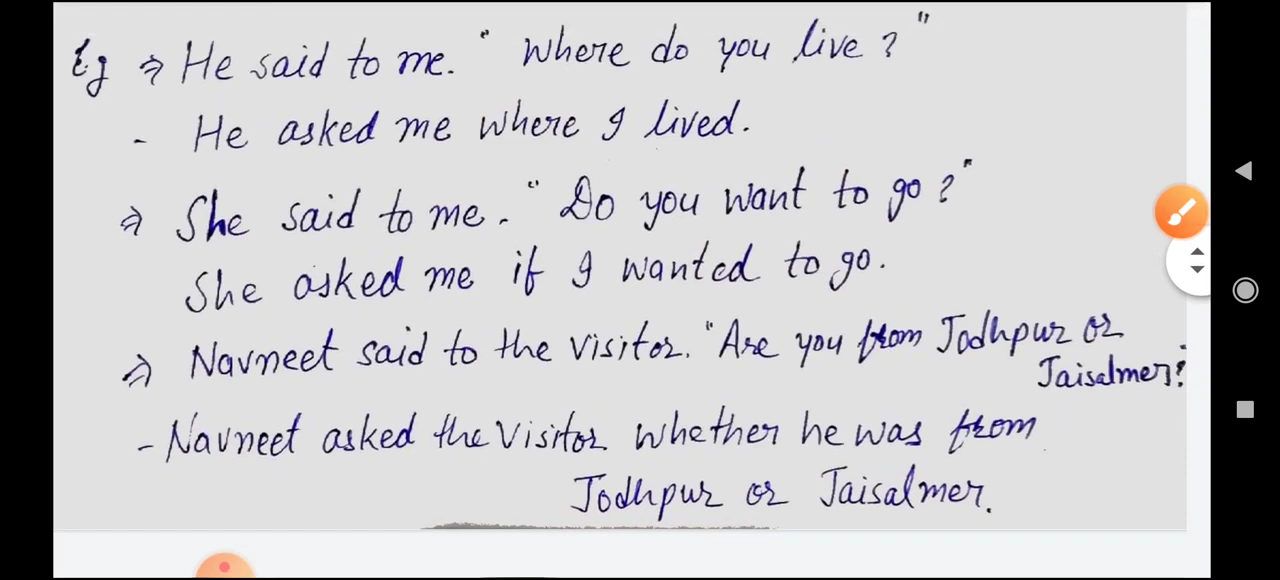 Eg ⇒ He said to me. " Where do you live ? "
- He asked me where I lived.
⇒ She said to me. " Do you want to go ? "
She asked me if I wanted to go.
⇒ Navneet said to the visitor. " Are you from Jodhpur or
Jaisalmer?
- Navneet asked the Visitor whether he was from
Jodhpur or Jaisalmer.